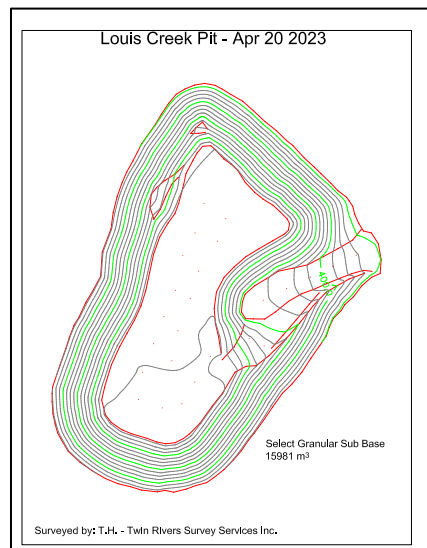 Louis Creek Pit - Apr 20 2023
Select Granular Sub Base
15981 m³
Surveyed by: T.H. - Twin Rivers Survey Services Inc.